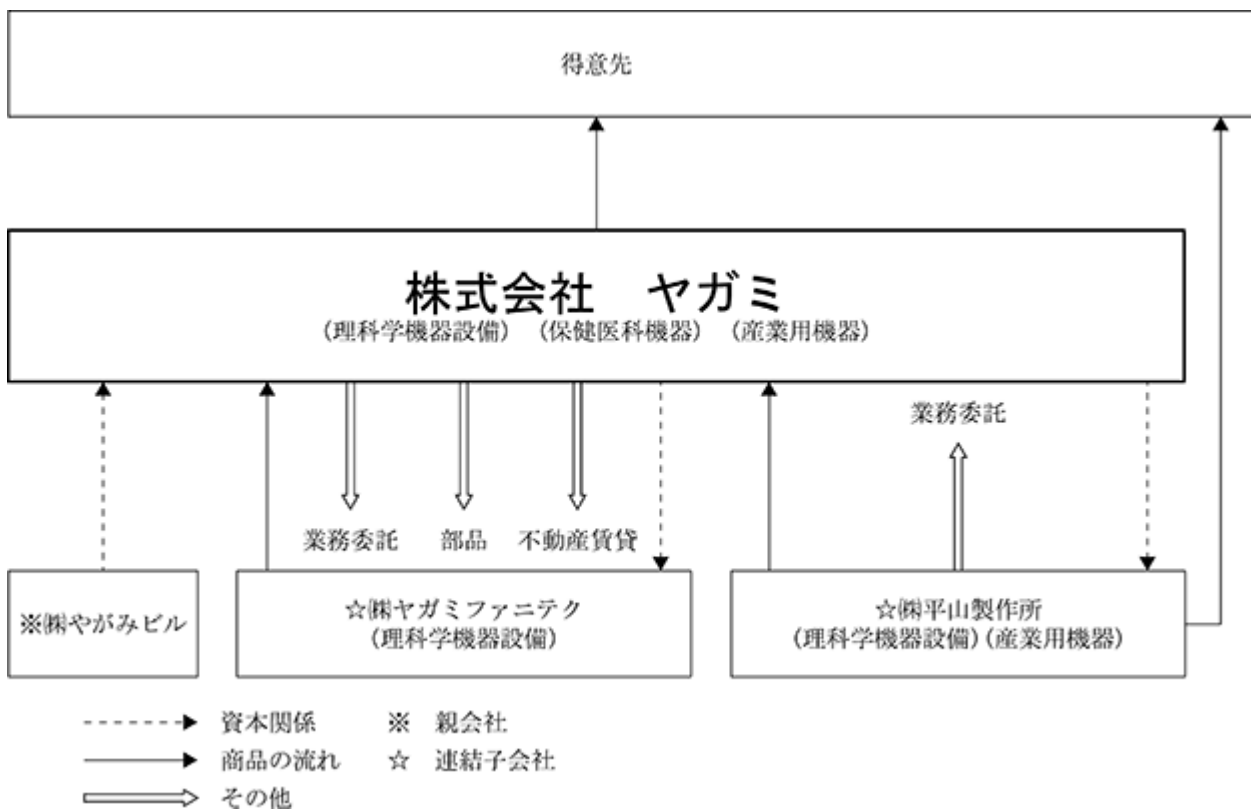 得意先
株式会社　ヤガミ
(理科学機器設備)　(保健医科機器)　(産業用機器)
業務委託
業務委託　部品　不動産賃貸
※㈱やがみビル
☆㈱ヤガミファニテク
(理科学機器設備)
☆㈱平山製作所
(理科学機器設備)(産業用機器)
資本関係　※　親会社
商品の流れ　☆　連結子会社
その他